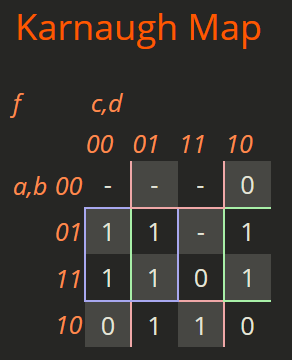 Karnaugh Map
f c,d
00 01 11 10
a,b 00 - - - 0
01 1 1 - 1
11 1 1 0 1
10 0 1 1 0